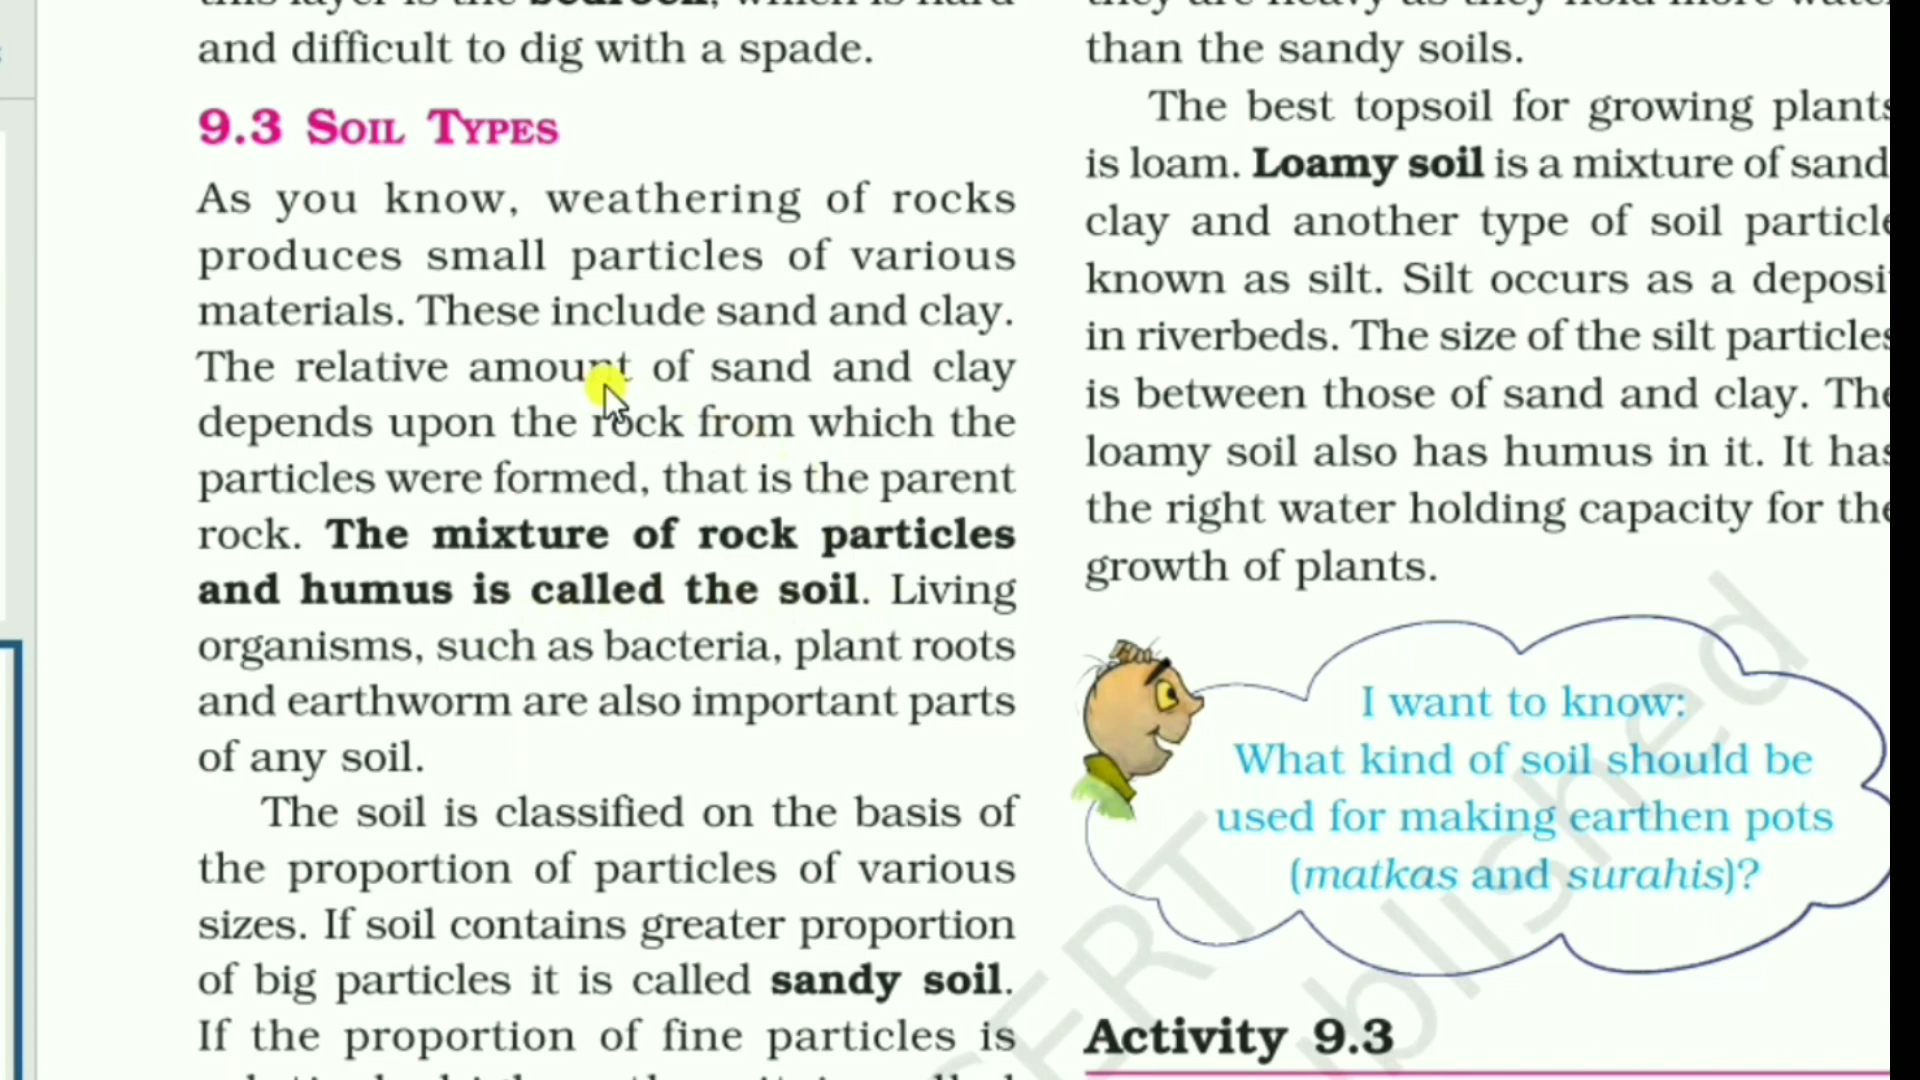 and difficult to dig with a spade.
9.3 SOIL TYPES
As you know, weathering of rocks
produces small particles of various
materials. These include sand and clay.
The relative amount of sand and clay
depends upon the rock from which the
particles were formed, that is the parent
rock. The mixture of rock particles
and humus is called the soil. Living
organisms, such as bacteria, plant roots
and earthworm are also important parts
of any soil.
The soil is classified on the basis of
the proportion of particles of various
sizes. If soil contains greater proportion
of big particles it is called sandy soil.
If the proportion of fine particles is
than the sandy soils.
The best topsoil for growing plants
is loam. Loamy soil is a mixture of sand
clay and another type of soil particl
known as silt. Silt occurs as a deposi
in riverbeds. The size of the silt particles
is between those of sand and clay. The
loamy soil also has humus in it. It has
the right water holding capacity for the
growth of plants.
I want to know:
What kind of soil should be
used for making earthen pots
(matkas and surahis)?
Activity 9.3